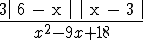 3| 6 − x | | x − 3 |
x²−9x+18